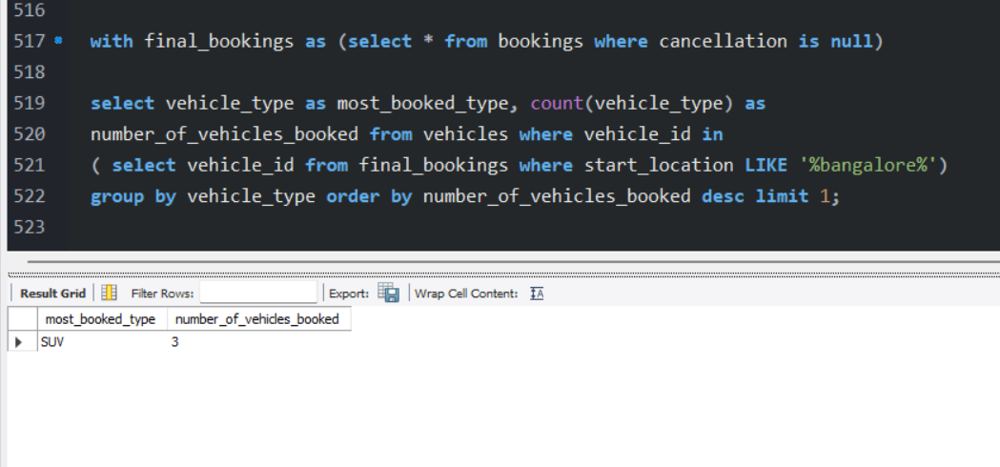 516
517 with final_bookings as (select * from bookings where cancellation is null)
518
519 select vehicle_type as most_booked_type, count(vehicle_type) as
520 number_of_vehicles_booked from vehicles where vehicle_id in
521 ( select vehicle_id from final_bookings where start_location LIKE '%bangalore%')
522 group by vehicle_type order by number_of_vehicles_booked desc limit 1;
523
Result Grid Filter Rows: Export: Wrap Cell Content: IA
most_booked_type number_of_vehicles_booked
SUV 3